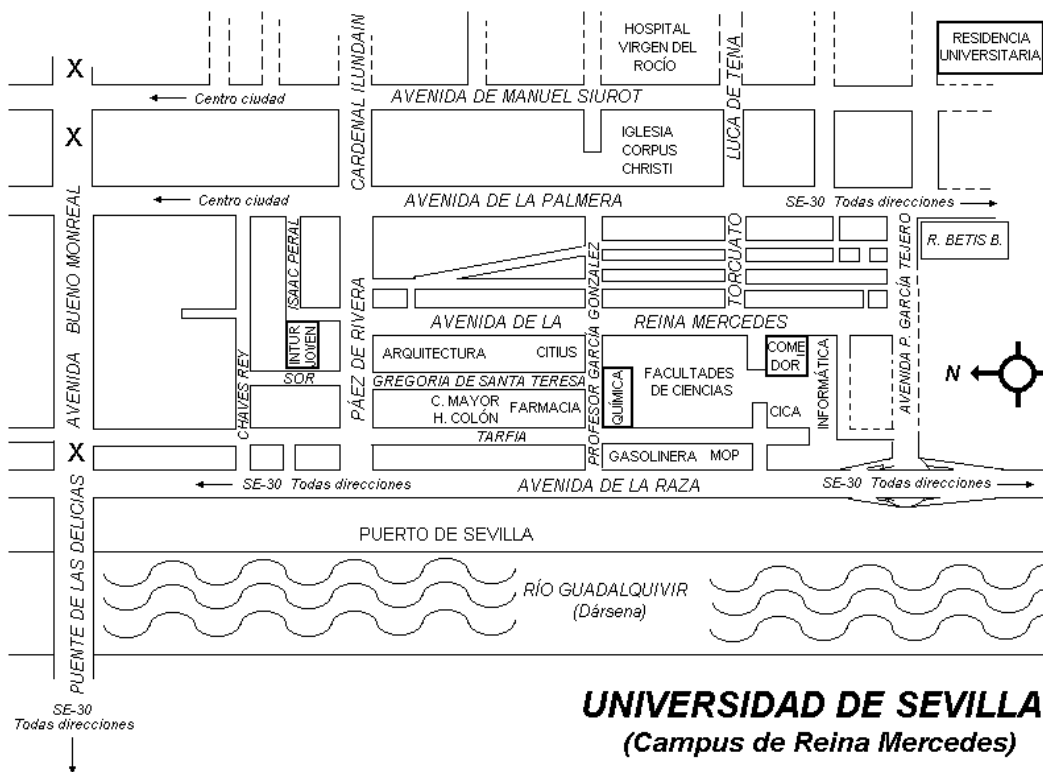 X
CARDENAL ILUNDAIN
HOSPITAL
VIRGEN DEL
ROCÍO
LUCA DE TENA
RESIDENCIA
UNIVERSITARIA
Centro ciudad
AVENIDA DE MANUEL SIUROT
X
IGLESIA
CORPUS
CHRISTI
Centro ciudad
AVENIDA DE LA PALMERA
SE-30 Todas direcciones
AVENIDA BUENO MONREAL
ISAAC PERAL
PROFESOR GARCÍA GONZALEZ
TORCUATO
AVENIDA P. GARCÍA TEJERO
R. BETIS B.
PÁEZ DE RIVERA
AVENIDA DE LA
REINA MERCEDES
INTUR
JOVEN
ARQUITECTURA
CITIUS
COME
DOR
INFORMÁTICA
N
CHAVES REY
SOR
GREGORIA DE SANTA TERESA
QUÍMICA
FACULTADES
DE CIENCIAS
C. MAYOR
H. COLÓN
FARMACIA
CICA
TARFIA
X
GASOLINERA
MOP
SE-30 Todas direcciones
AVENIDA DE LA RAZA
SE-30 Todas direcciones
PUENTE DE LAS DELICIAS
PUERTO DE SEVILLA
RÍO GUADALQUIVIR
(Dársena)
SE-30
Todas direcciones
UNIVERSIDAD DE SEVILLA
(Campus de Reina Mercedes)